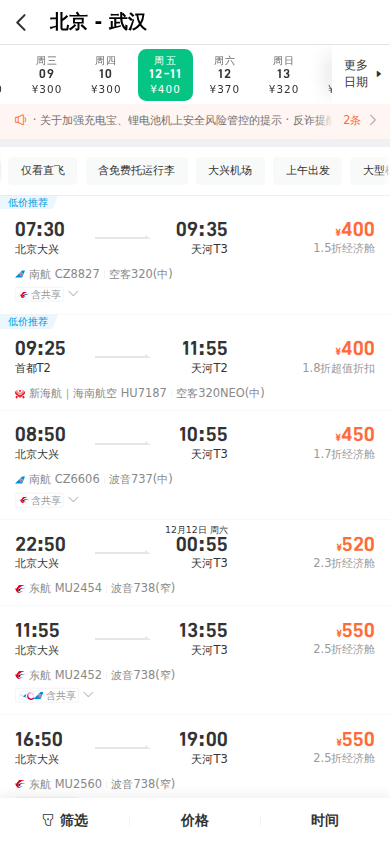 北京 - 武汉
周三 周四 周五 周六 周日 更多
09 10 12-11 12 13 日期
¥300 ¥300 ¥400 ¥370 ¥320
· 关于加强充电宝、锂电池机上安全风险管控的提示 · 反诈提 2条
仅看直飞 含免费托运行李 大兴机场 上午出发 大型
低价推荐
07:30 09:35 ¥400
北京大兴 天河T3 1.5折经济舱
南航 CZ8827 空客320(中)
含共享
低价推荐
09:25 11:55 ¥400
首都T2 天河T2 1.8折超值折扣
新海航｜海南航空 HU7187 空客320NEO(中)
08:50 10:55 ¥450
北京大兴 天河T3 1.7折经济舱
南航 CZ6606 波音737(中)
含共享
12月12日 周六
22:50 00:55 ¥520
北京大兴 天河T3 2.3折经济舱
东航 MU2454 波音738(窄)
11:55 13:55 ¥550
北京大兴 天河T3 2.5折经济舱
东航 MU2452 波音738(窄)
含共享
16:50 19:00 ¥550
北京大兴 天河T3 2.5折经济舱
东航 MU2560 波音738(窄)
筛选 价格 时间